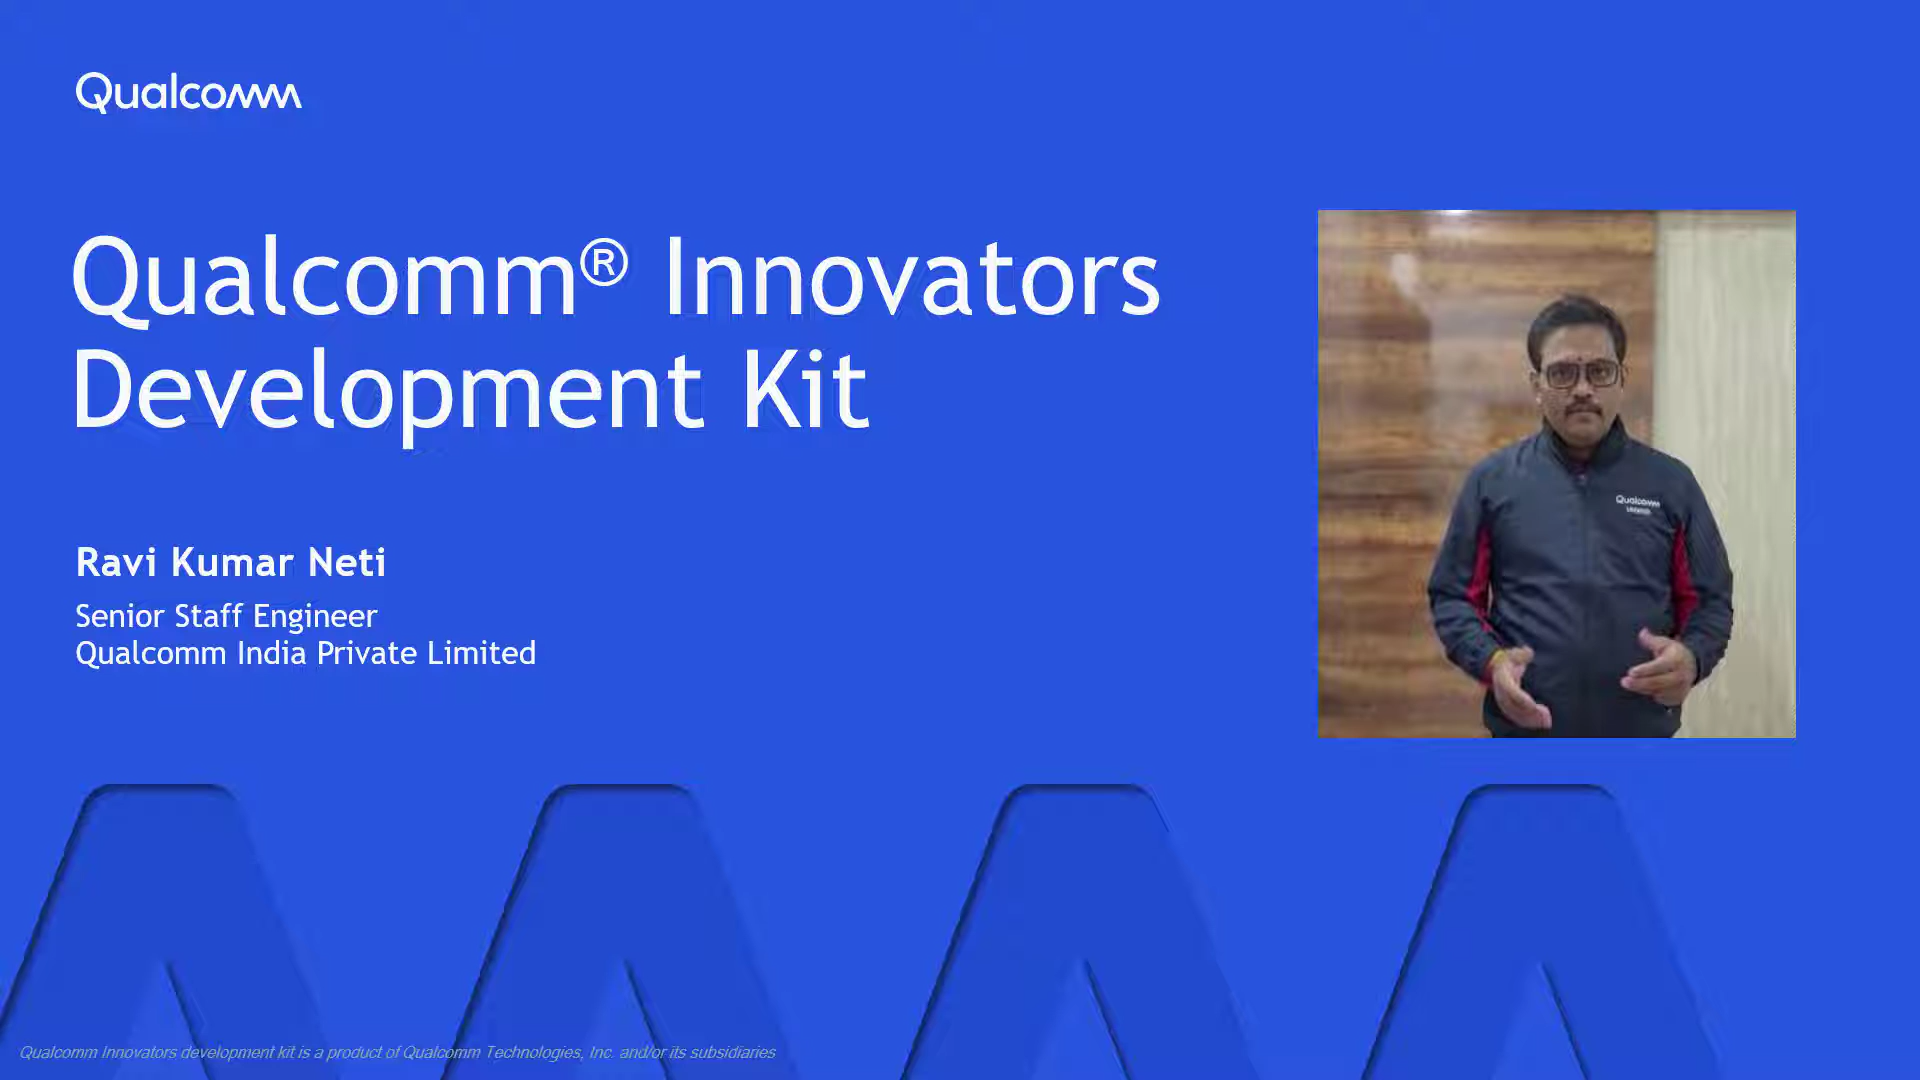 Qualcomm
Qualcomm® Innovators
Development Kit
Ravi Kumar Neti
Senior Staff Engineer
Qualcomm India Private Limited
Qualcomm
Qualcomm Innovators development kit is a product of Qualcomm Technologies, Inc. and/or its subsidiaries